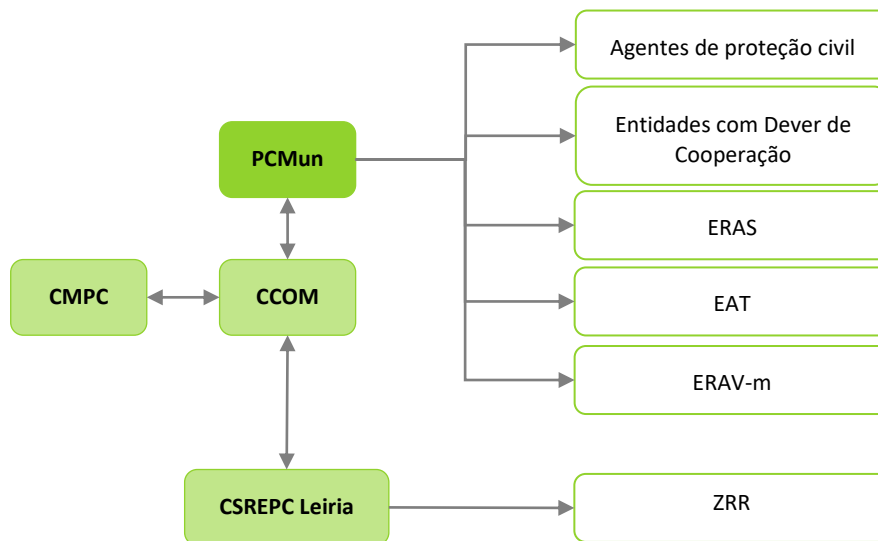 Agentes de proteção civil
Entidades com Dever de
Cooperação
PCMun
ERAS
CMPC
CCOM
EAT
ERAV-m
CSREPC Leiria
ZRR